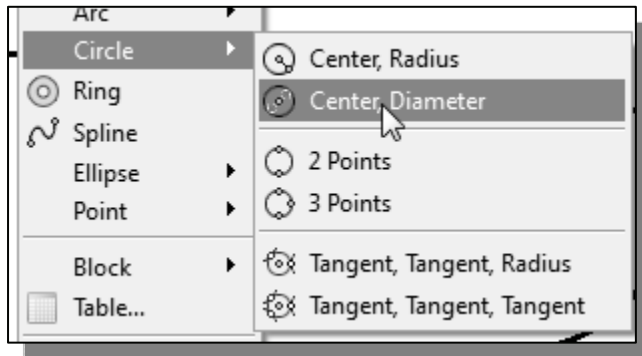 Arc
Circle
Ring
Spline
Ellipse
Point
Block
Table...
Center, Radius
Center, Diameter
2 Points
3 Points
Tangent, Tangent, Radius
Tangent, Tangent, Tangent